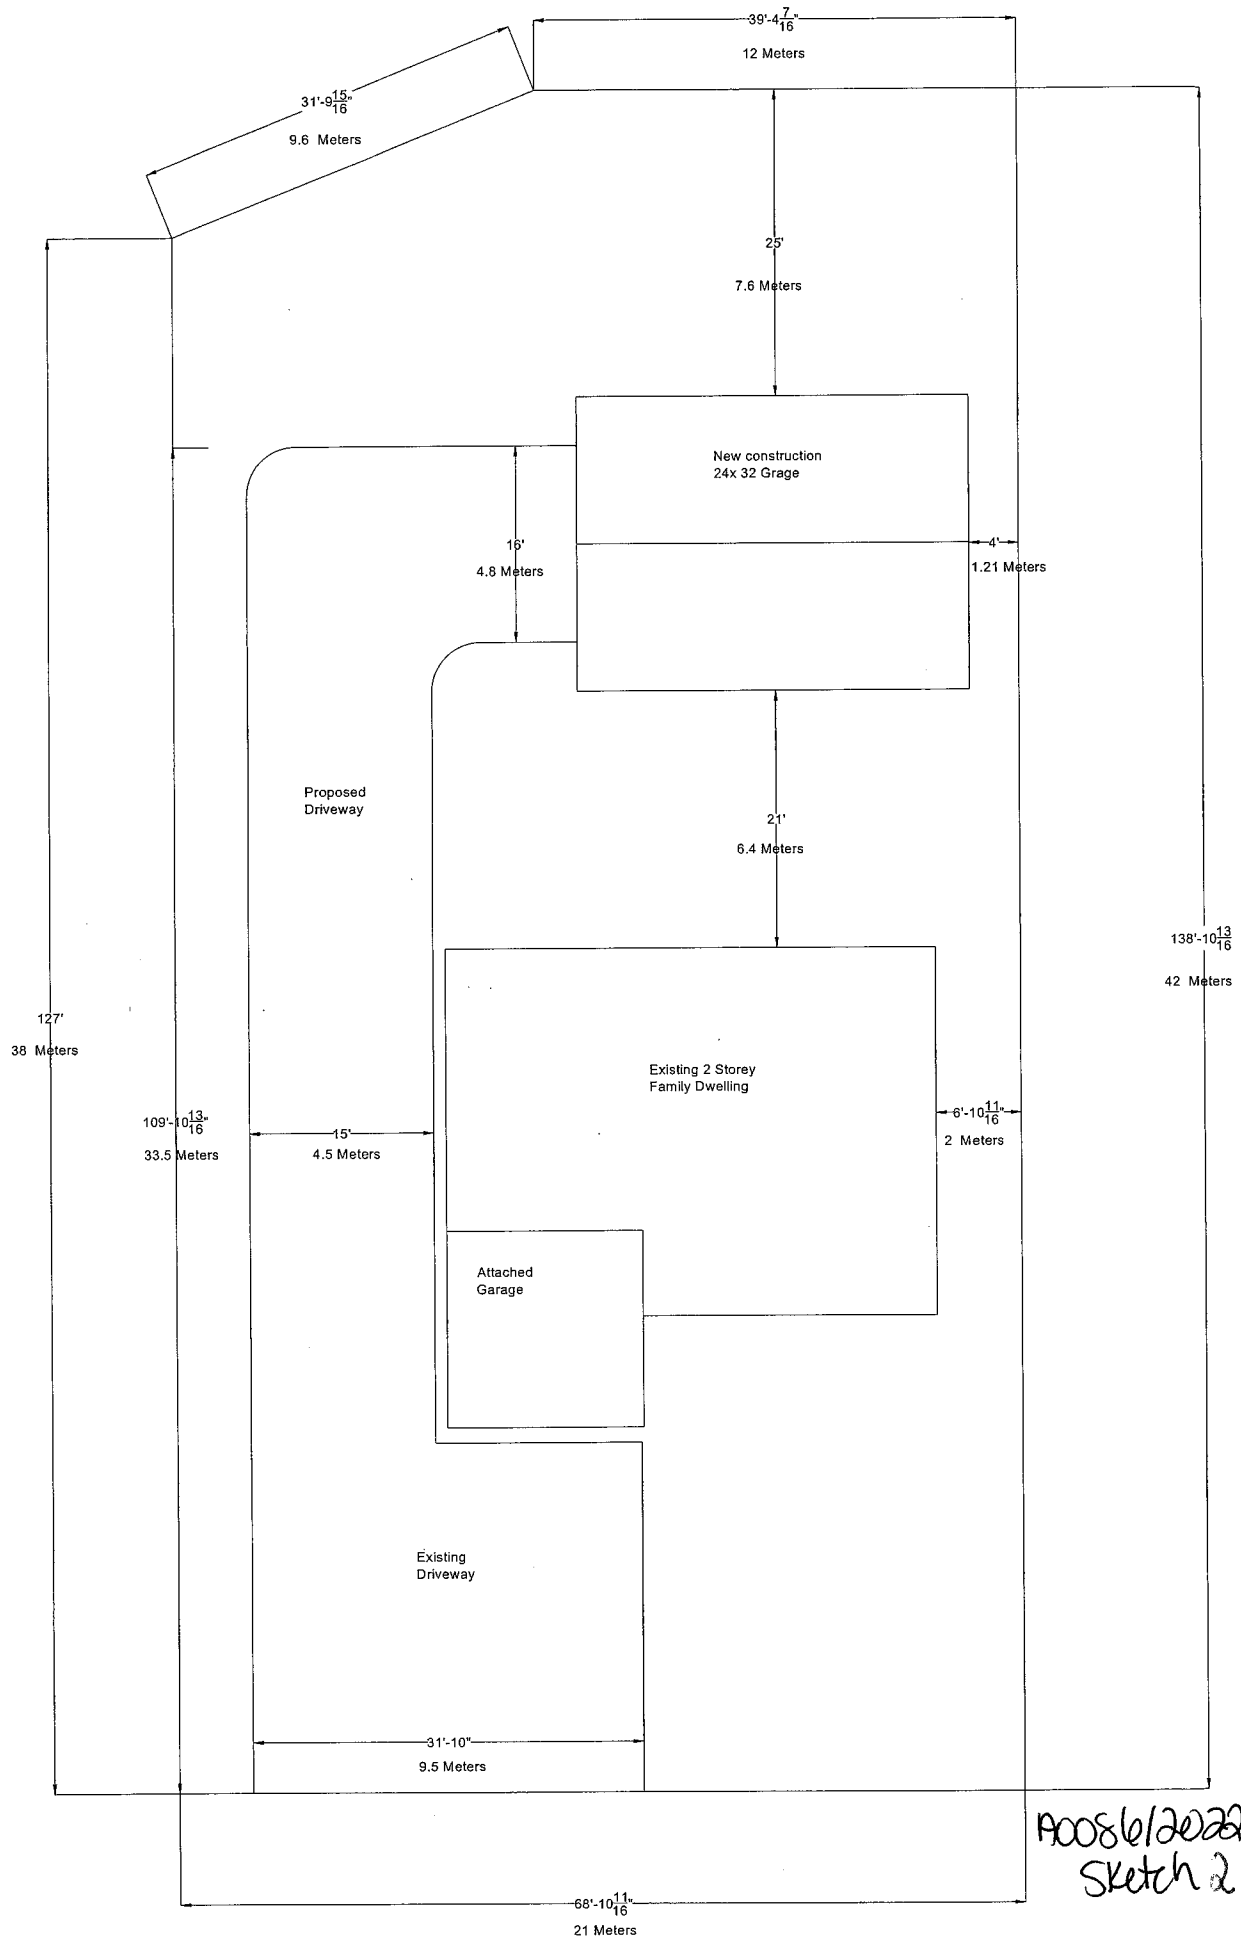 39'-4 7/16"
12 Meters
31'-9 15/16"
9.6 Meters
25'
7.6 Meters
New construction
24x 32 Grage
16'
4.8 Meters
4'
1.21 Meters
Proposed
Driveway
21'
6.4 Meters
138'-10 13/16
42 Meters
127'
38 Meters
Existing 2 Storey
Family Dwelling
109'-10 13/16"
33.5 Meters
15'
4.5 Meters
6'-10 11/16"
2 Meters
Attached
Garage
Existing
Driveway
31'-10"
9.5 Meters
A0086/2022
Sketch 2
68'-10 11/16"
21 Meters